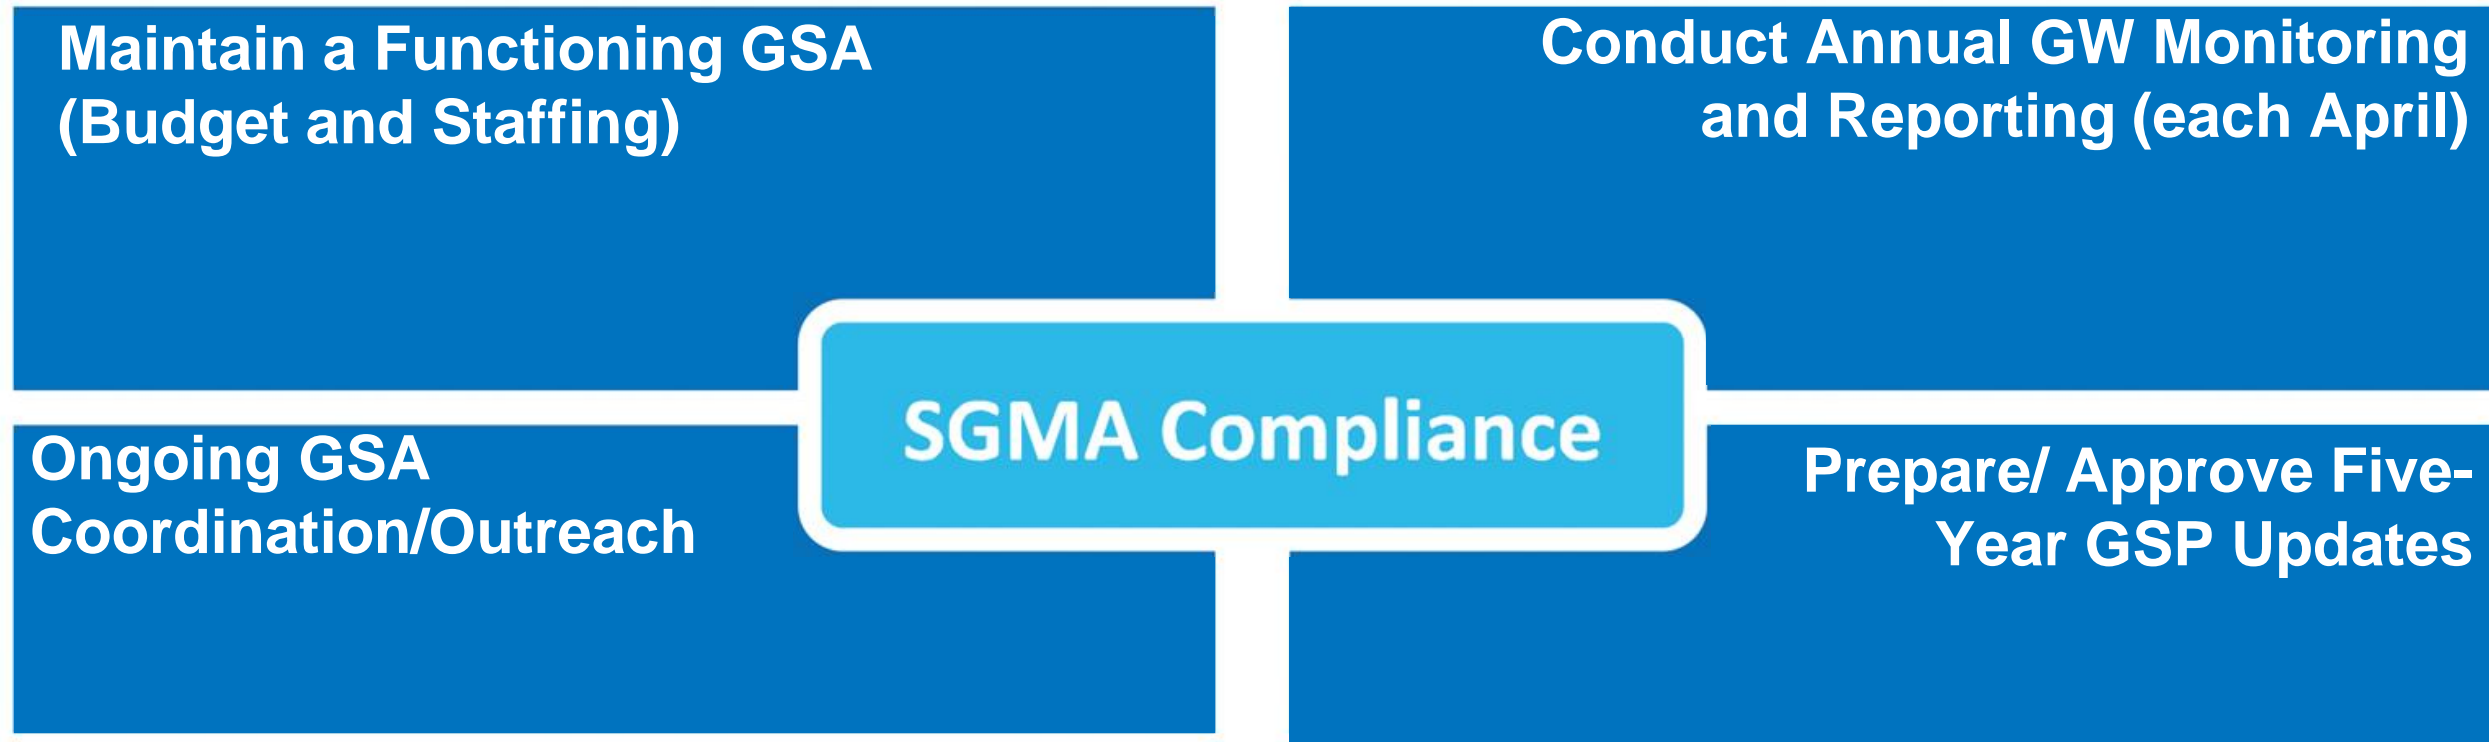 Maintain a Functioning GSA
(Budget and Staffing)
Conduct Annual GW Monitoring
and Reporting (each April)
SGMA Compliance
Ongoing GSA
Coordination/Outreach
Prepare/ Approve Five-
Year GSP Updates